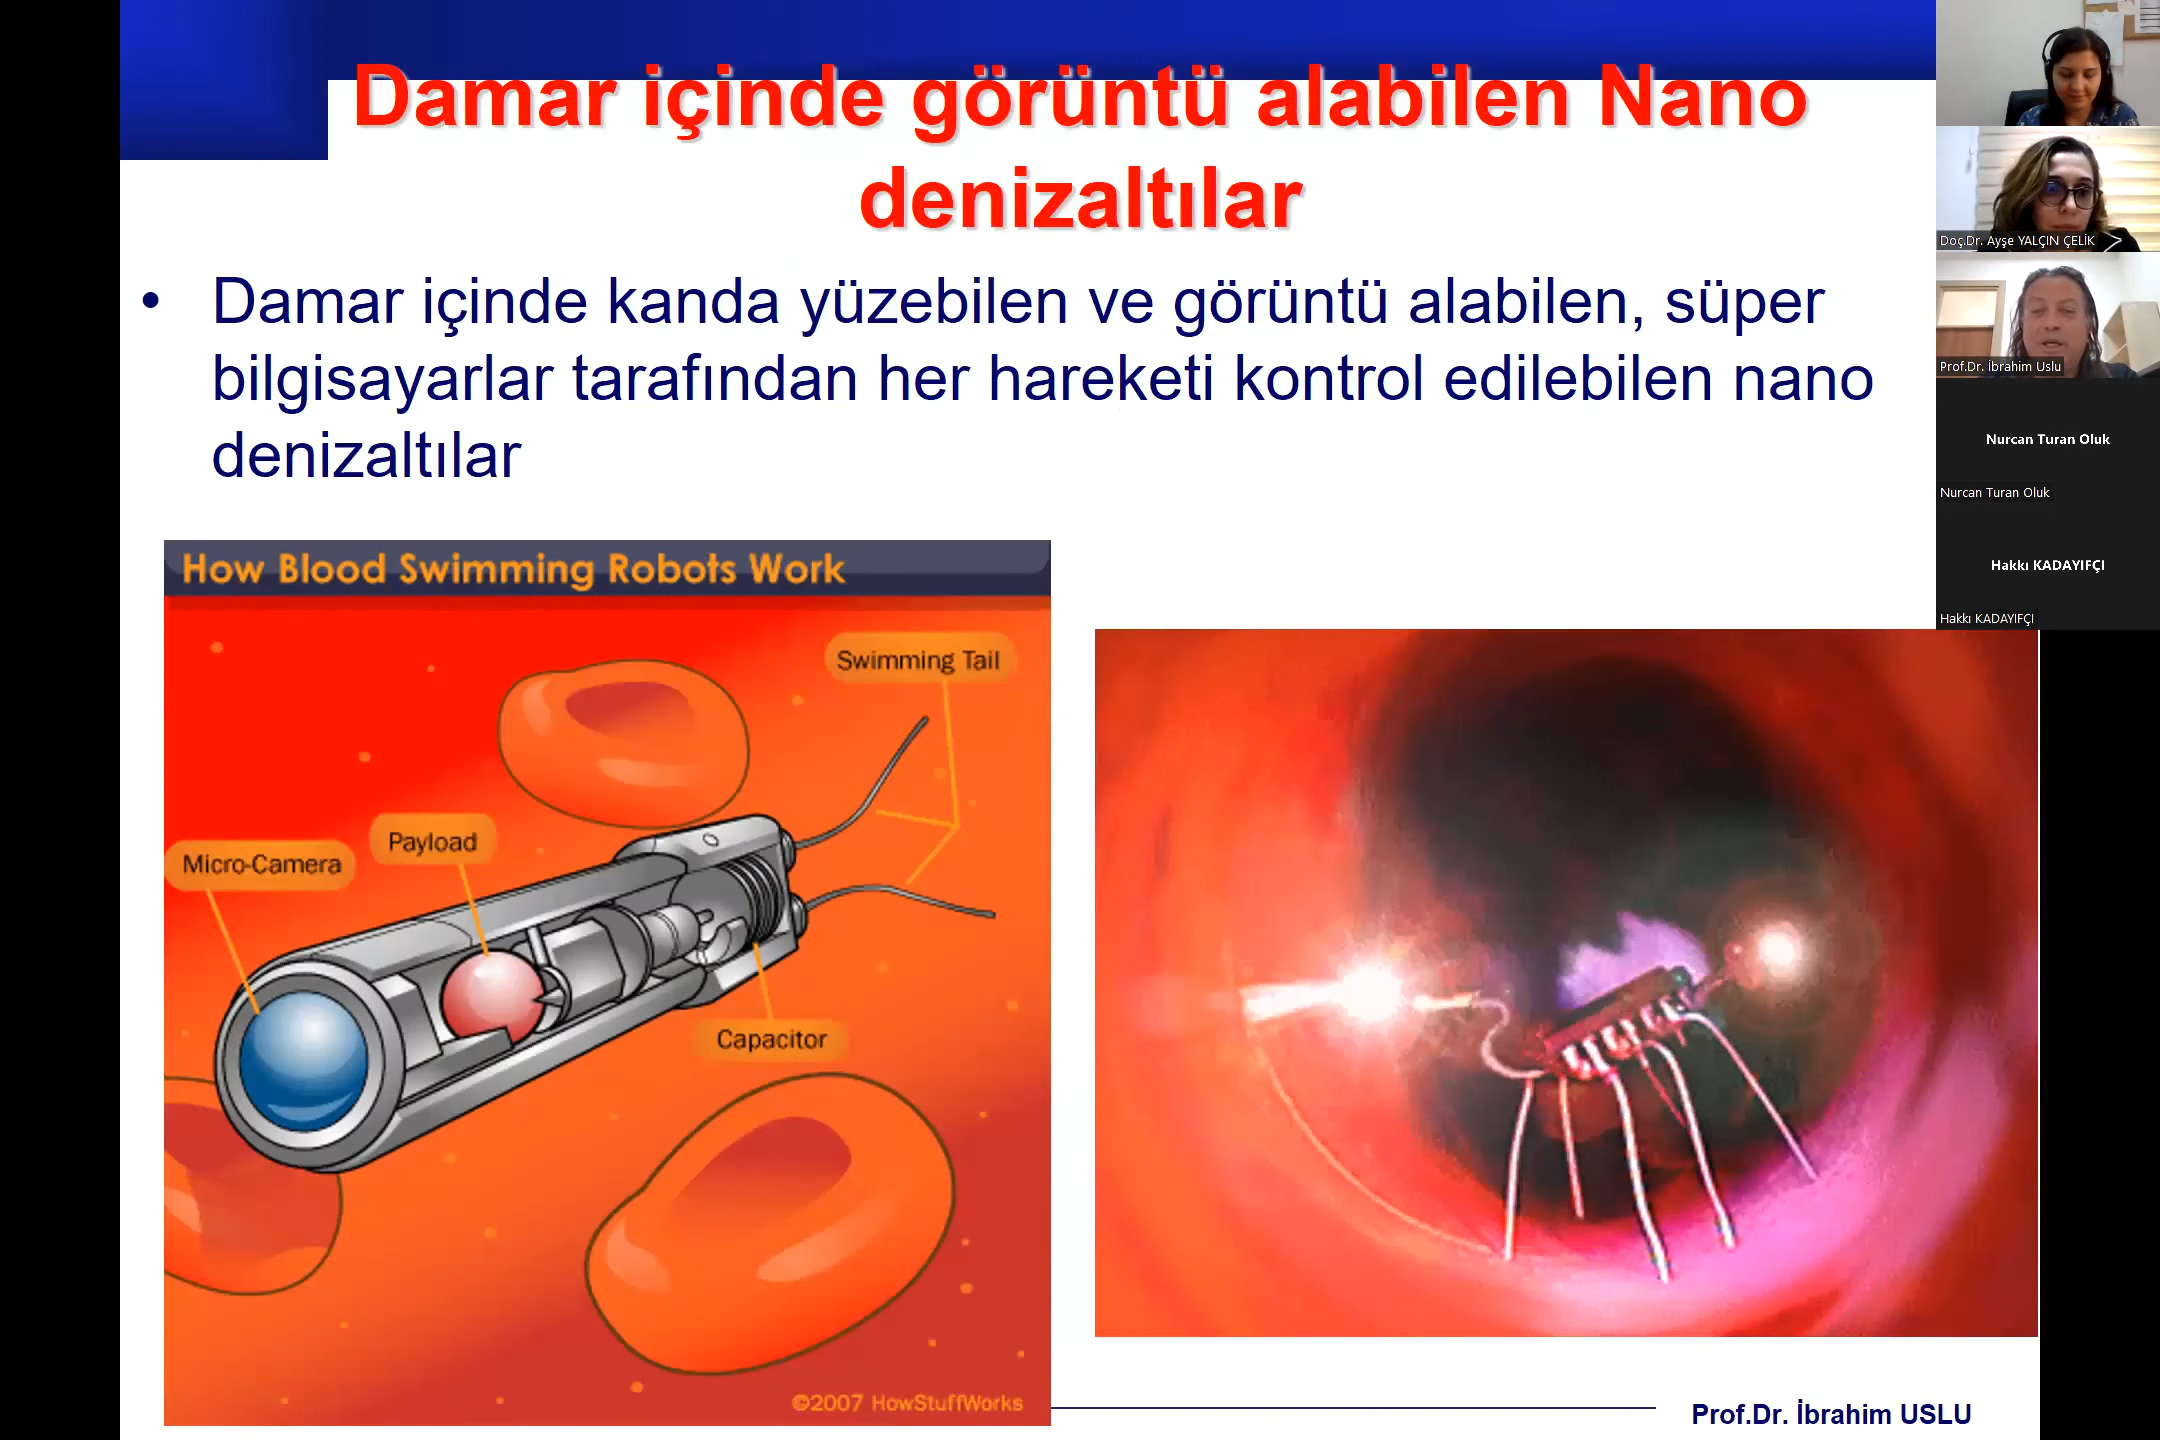 Damar içinde görüntü alabilen Nano
denizaltılar
• Damar içinde kanda yüzebilen ve görüntü alabilen, süper
bilgisayarlar tarafından her hareketi kontrol edilebilen nano
denizaltılar
How Blood Swimming Robots Work
Swimming Tail
Payload
Micro-Camera
Capacitor
©2007 HowStuffWorks
Prof.Dr. İbrahim USLU
Doç.Dr. Ayşe YALÇIN ÇELİK
Prof.Dr. İbrahim Uslu
Nurcan Turan Oluk
Nurcan Turan Oluk
Hakkı KADAYIFÇI
Hakkı KADAYIFÇI